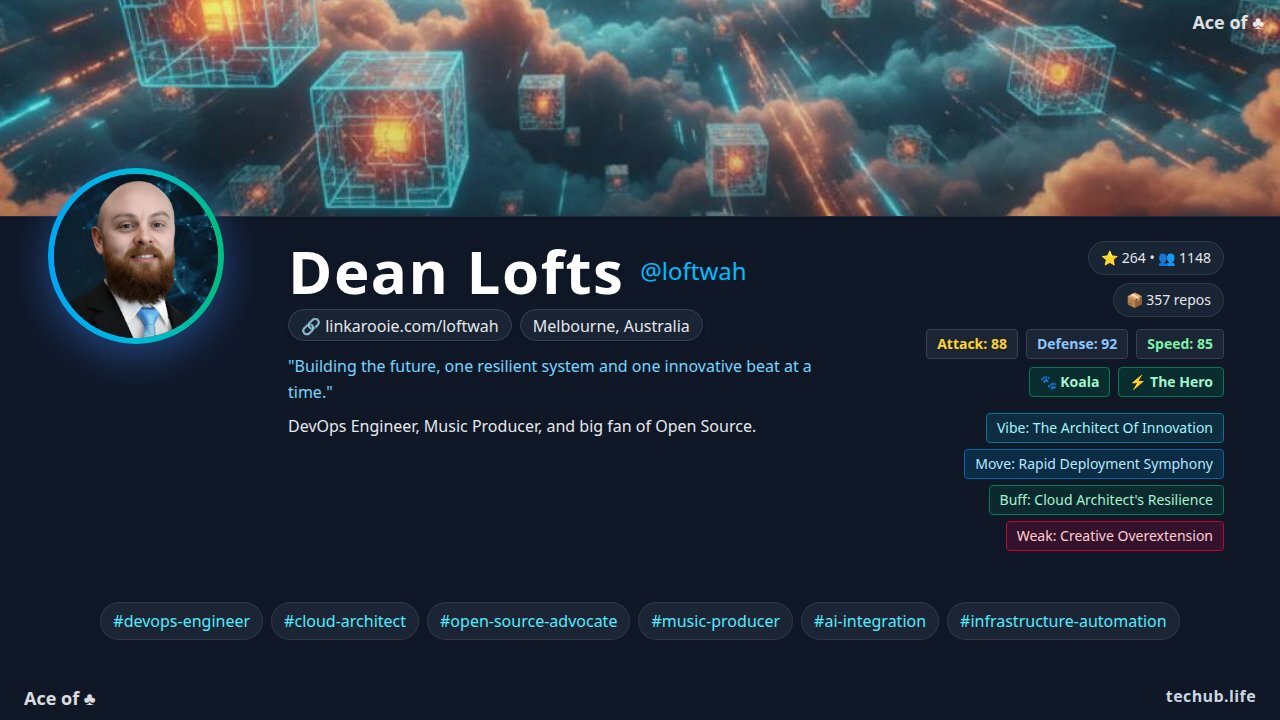 Ace of ♣
Dean Lofts @loftwah
🔗 linkarooie.com/loftwah
Melbourne, Australia
"Building the future, one resilient system and one innovative beat at a
time."
DevOps Engineer, Music Producer, and big fan of Open Source.
⭐ 264 • 👥 1148
📦 357 repos
Attack: 88 Defense: 92 Speed: 85
🐾 Koala ⚡ The Hero
Vibe: The Architect Of Innovation
Move: Rapid Deployment Symphony
Buff: Cloud Architect's Resilience
Weak: Creative Overextension
#devops-engineer #cloud-architect #open-source-advocate #music-producer #ai-integration #infrastructure-automation
Ace of ♣
techub.life